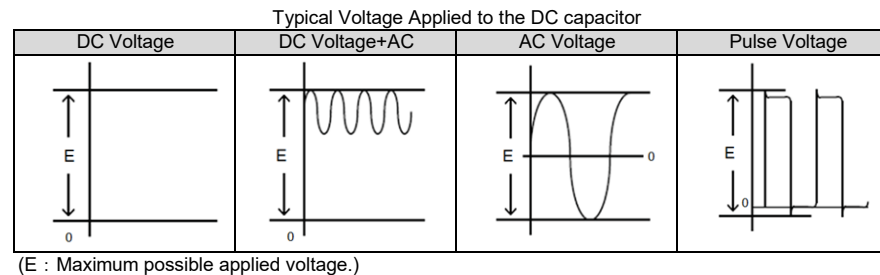 Typical Voltage Applied to the DC capacitor
DC Voltage DC Voltage+AC AC Voltage Pulse Voltage
E E E 0 E
0 0 0
(E：Maximum possible applied voltage.)